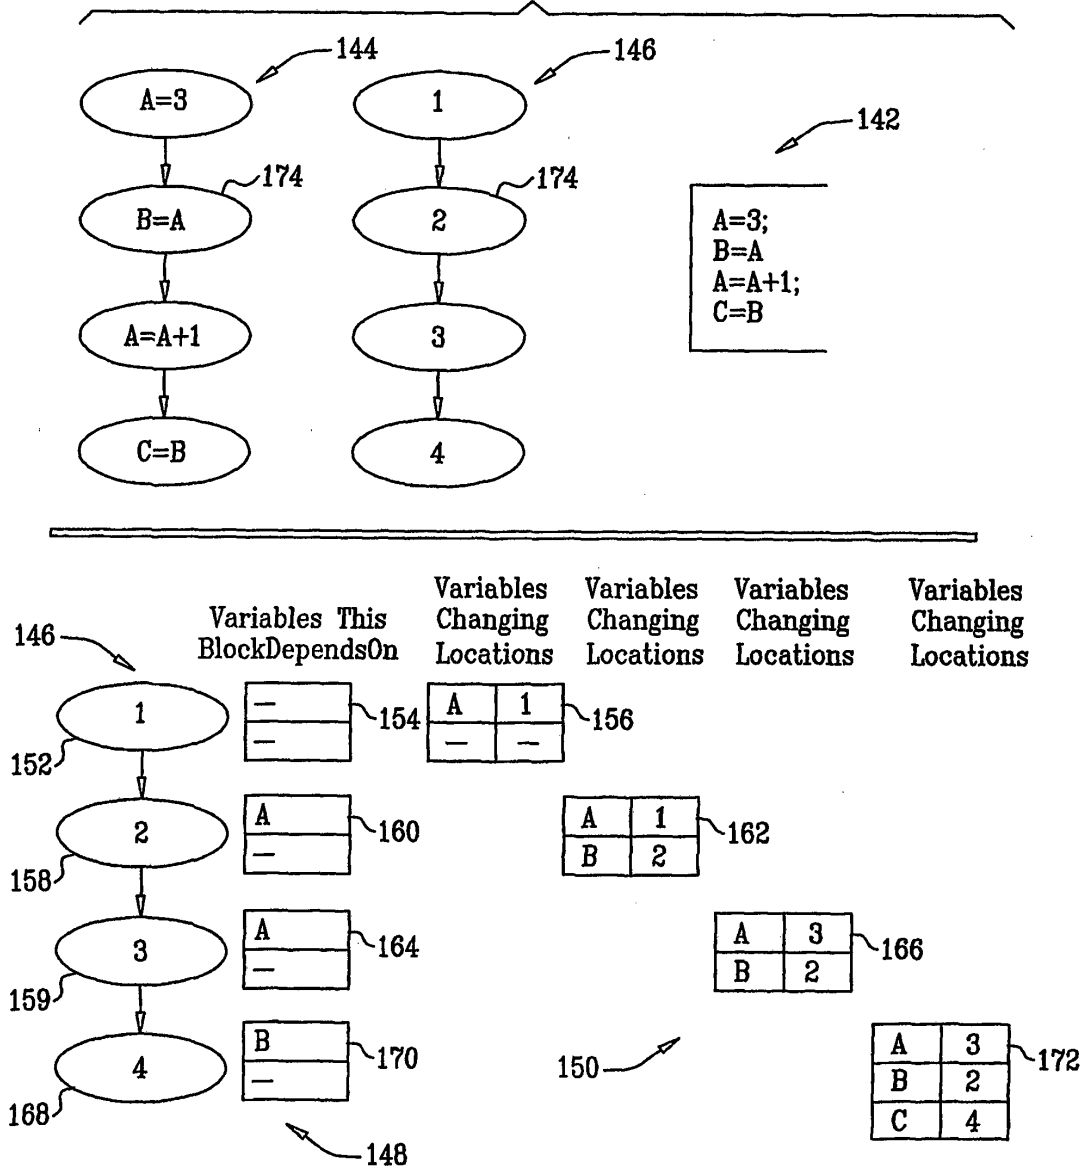 144
146
A=3
1
142
174
174
B=A
2
A=3;
B=A
A=A+1;
C=B
A=A+1
3
C=B
4
Variables This
BlockDependsOn
Variables
Changing
Locations
Variables
Changing
Locations
Variables
Changing
Locations
Variables
Changing
Locations
146
1
152
—
—
154
A 1
— —
156
2
158
A
—
160
A 1
B 2
162
3
159
A
—
164
A 3
B 2
166
4
168
B
—
170
150
A 3
B 2
C 4
172
148